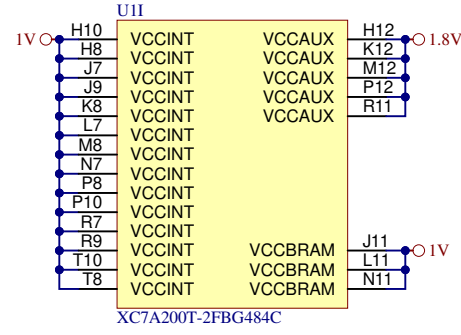 U1I
1V H10 VCCINT VCCAUX H12 1.8V
H8 VCCINT VCCAUX K12
J7 VCCINT VCCAUX M12
J9 VCCINT VCCAUX P12
K8 VCCINT VCCAUX R11
L7 VCCINT
M8 VCCINT
N7 VCCINT
P8 VCCINT
P10 VCCINT
R7 VCCINT
R9 VCCINT VCCBRAM J11 1V
T10 VCCINT VCCBRAM L11
T8 VCCINT VCCBRAM N11
XC7A200T-2FBG484C